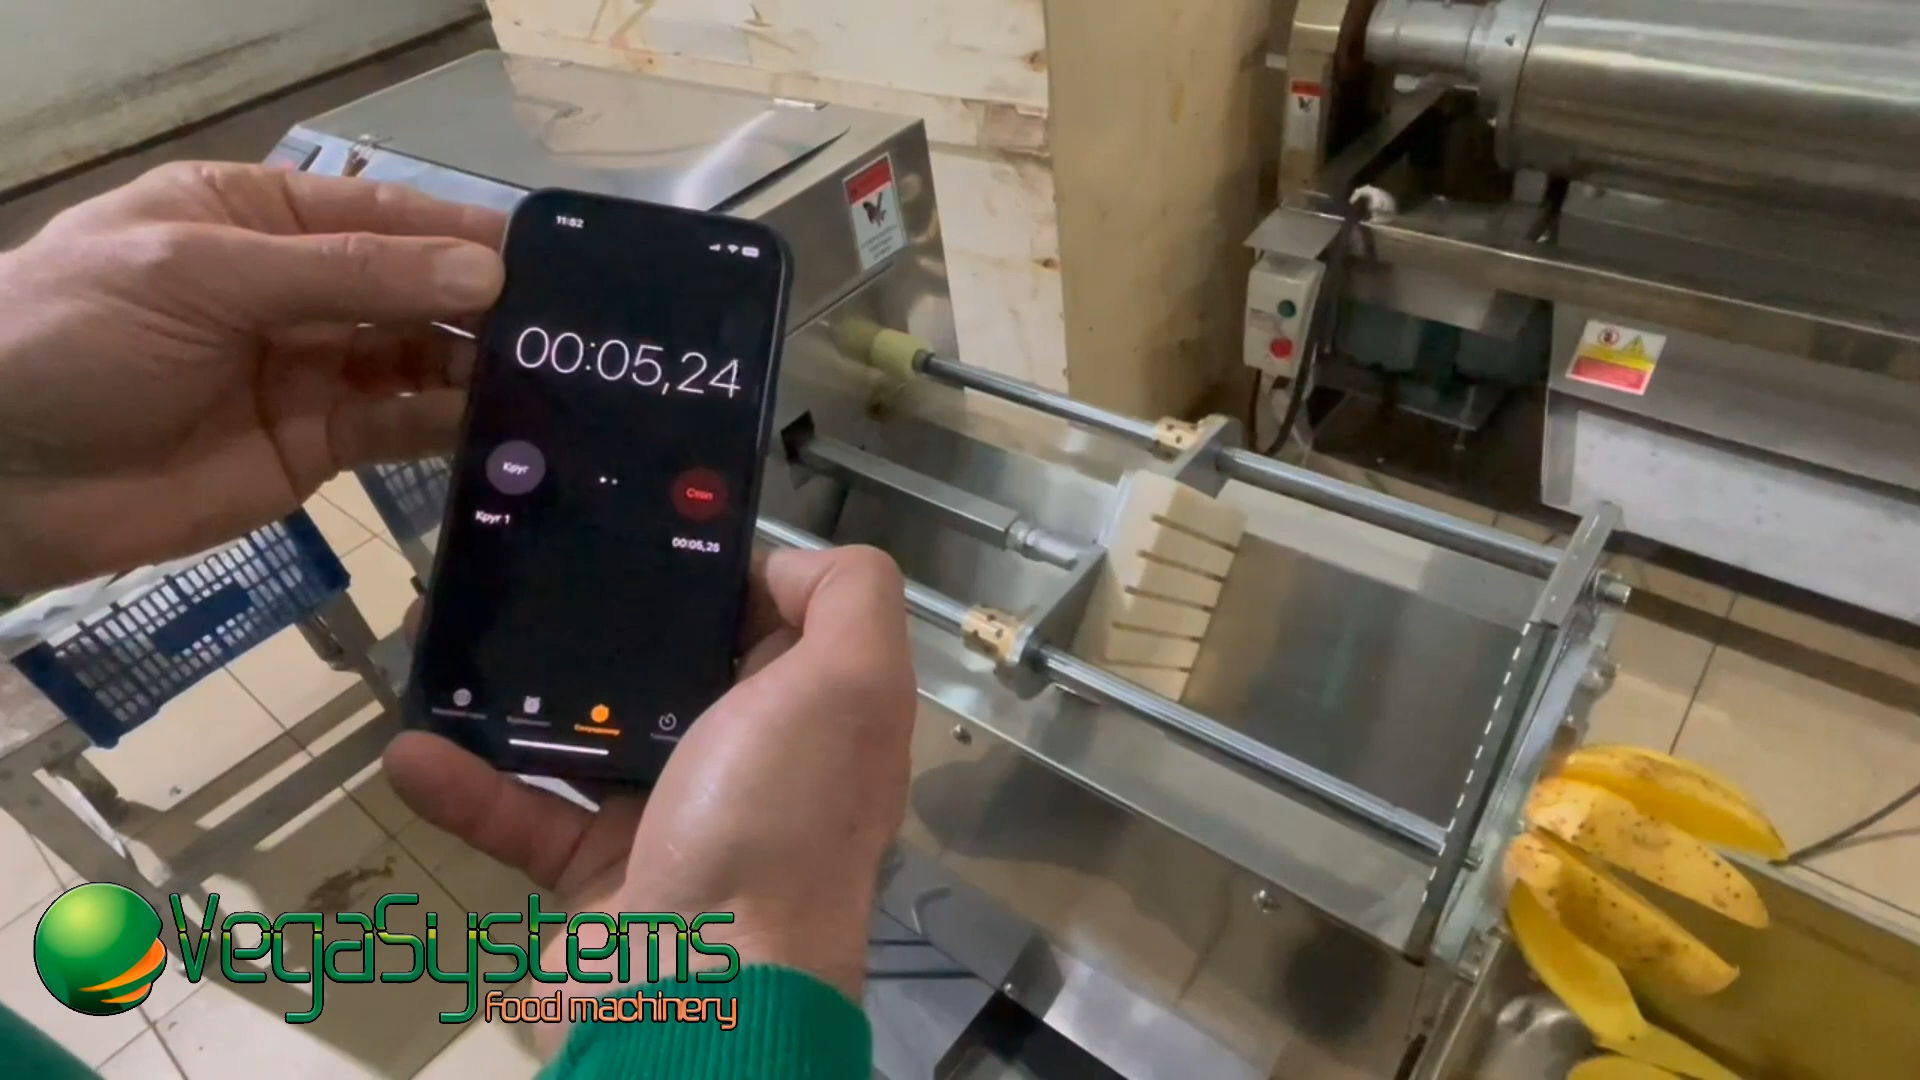 11:52
00:05,24
Круг
Стоп
Круг 1
00:05,26
VegaSystems
food machinery